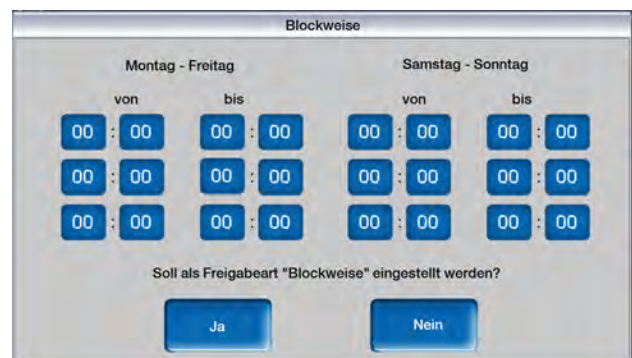 Blockweise
Montag - Freitag Samstag - Sonntag
von bis von bis
00 : 00 00 : 00 00 : 00 00 : 00
00 : 00 00 : 00 00 : 00 00 : 00
00 : 00 00 : 00 00 : 00 00 : 00
Soll als Freigabeart "Blockweise" eingestellt werden?
Ja Nein